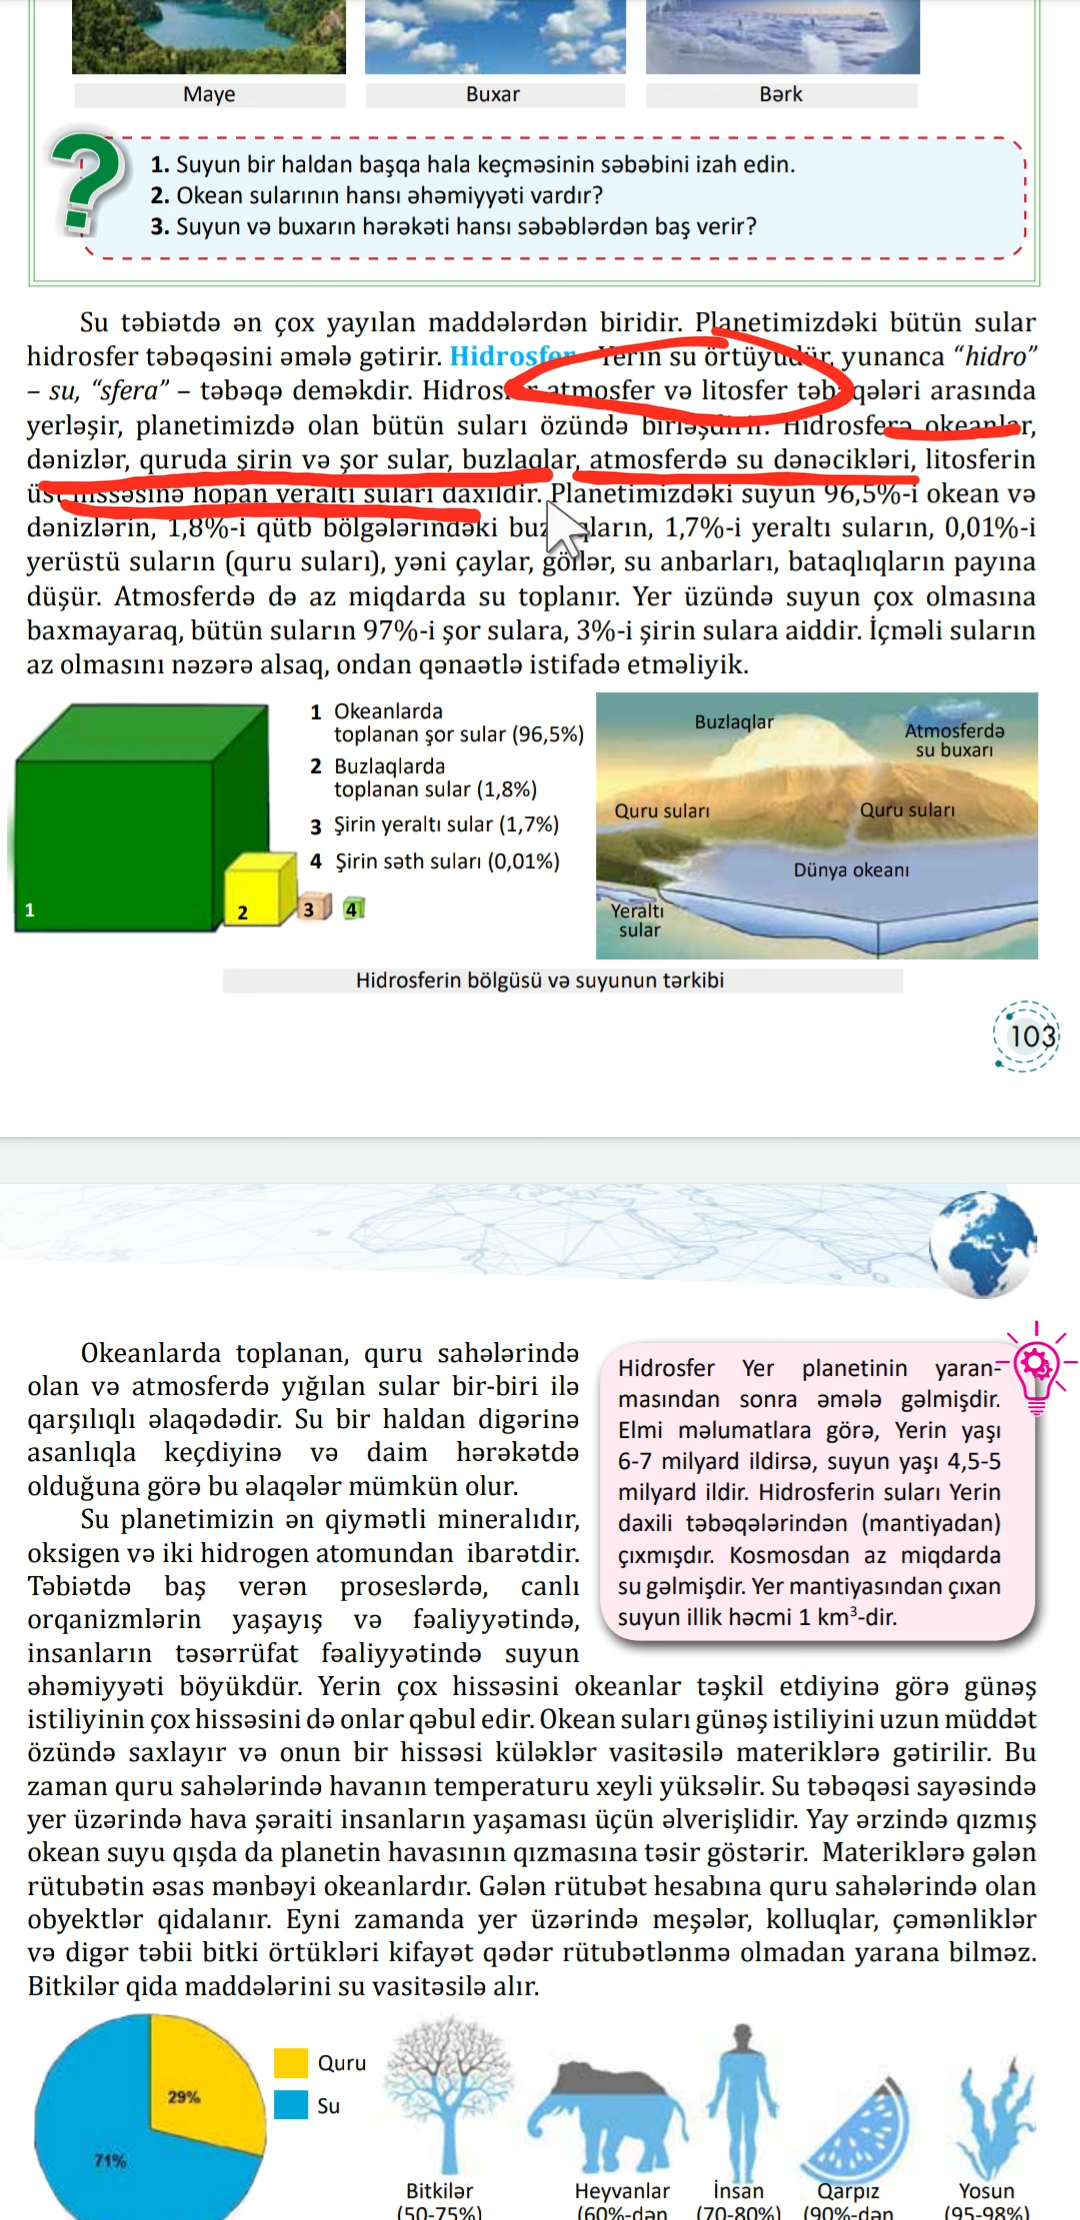 Maye
Buxar
Bərk
1. Suyun bir haldan başqa hala keçməsinin səbəbini izah edin.
2. Okean sularının hansı əhəmiyyəti vardır?
3. Suyun və buxarın hərəkəti hansı səbəblərdən baş verir?
Su təbiətdə ən çox yayılan maddələrdən biridir. Planetimizdəki bütün sular
hidrosfer təbəqəsini əmələ gətirir. Hidrosfer Yerin su örtüyüdür, yunanca “hidro”
– su, “sfera” – təbəqə deməkdir. Hidrosfer atmosfer və litosfer təbəqələri arasında
yerləşir, planetimizdə olan bütün suları özündə birləşdirir. Hidrosferə okeanlar,
dənizlər, quruda şirin və şor sular, buzlaqlar, atmosferdə su dənəcikləri, litosferin
üst hissəsinə hopan yeraltı suları daxildir. Planetimizdəki suyun 96,5%-i okean və
dənizlərin, 1,8%-i qütb bölgələrindəki buzlaqların, 1,7%-i yeraltı suların, 0,01%-i
yerüstü suların (quru suları), yəni çaylar, göllər, su anbarları, bataqlıqların payına
düşür. Atmosferdə də az miqdarda su toplanır. Yer üzündə suyun çox olmasına
baxmayaraq, bütün suların 97%-i şor sulara, 3%-i şirin sulara aiddir. İçməli suların
az olmasını nəzərə alsaq, ondan qənaətlə istifadə etməliyik.
1 Okeanlarda
toplanan şor sular (96,5%)
2 Buzlaqlarda
toplanan sular (1,8%)
3 Şirin yeraltı sular (1,7%)
4 Şirin səth suları (0,01%)
1
2
3
4
Buzlaqlar
Atmosferdə
su buxarı
Quru suları
Quru suları
Dünya okeanı
Yeraltı
sular
Hidrosferin bölgüsü və suyunun tərkibi
103
Okeanlarda toplanan, quru sahələrində
olan və atmosferdə yığılan sular bir-biri ilə
qarşılıqlı əlaqədədir. Su bir haldan digərinə
asanlıqla keçdiyinə və daim hərəkətdə
olduğuna görə bu əlaqələr mümkün olur.
Su planetimizin ən qiymətli mineralıdır,
oksigen və iki hidrogen atomundan ibarətdir.
Təbiətdə baş verən proseslərdə, canlı
orqanizmlərin yaşayış və fəaliyyətində,
insanların təsərrüfat fəaliyyətində suyun
əhəmiyyəti böyükdür. Yerin çox hissəsini okeanlar təşkil etdiyinə görə günəş
istiliyinin çox hissəsini də onlar qəbul edir. Okean suları günəş istiliyini uzun müddət
özündə saxlayır və onun bir hissəsi küləklər vasitəsilə materiklərə gətirilir. Bu
zaman quru sahələrində havanın temperaturu xeyli yüksəlir. Su təbəqəsi sayəsində
yer üzərində hava şəraiti insanların yaşaması üçün əlverişlidir. Yay ərzində qızmış
okean suyu qışda da planetin havasının qızmasına təsir göstərir. Materiklərə gələn
rütubətin əsas mənbəyi okeanlardır. Gələn rütubət hesabına quru sahələrində olan
obyektlər qidalanır. Eyni zamanda yer üzərində meşələr, kolluqlar, çəmənliklər
və digər təbii bitki örtükləri kifayət qədər rütubətlənmə olmadan yarana bilməz.
Bitkilər qida maddələrini su vasitəsilə alır.
Hidrosfer Yer planetinin yaran-
masından sonra əmələ gəlmişdir.
Elmi məlumatlara görə, Yerin yaşı
6-7 milyard ildirsə, suyun yaşı 4,5-5
milyard ildir. Hidrosferin suları Yerin
daxili təbəqələrindən (mantiyadan)
çıxmışdır. Kosmosdan az miqdarda
su gəlmişdir. Yer mantiyasından çıxan
suyun illik həcmi 1 km³-dir.
29%
71%
Quru
Su
Bitkilər
(50-75%)
Heyvanlar
(60%-dən
İnsan
(70-80%)
Qarpız
(90%-dən
Yosun
(95-98%)